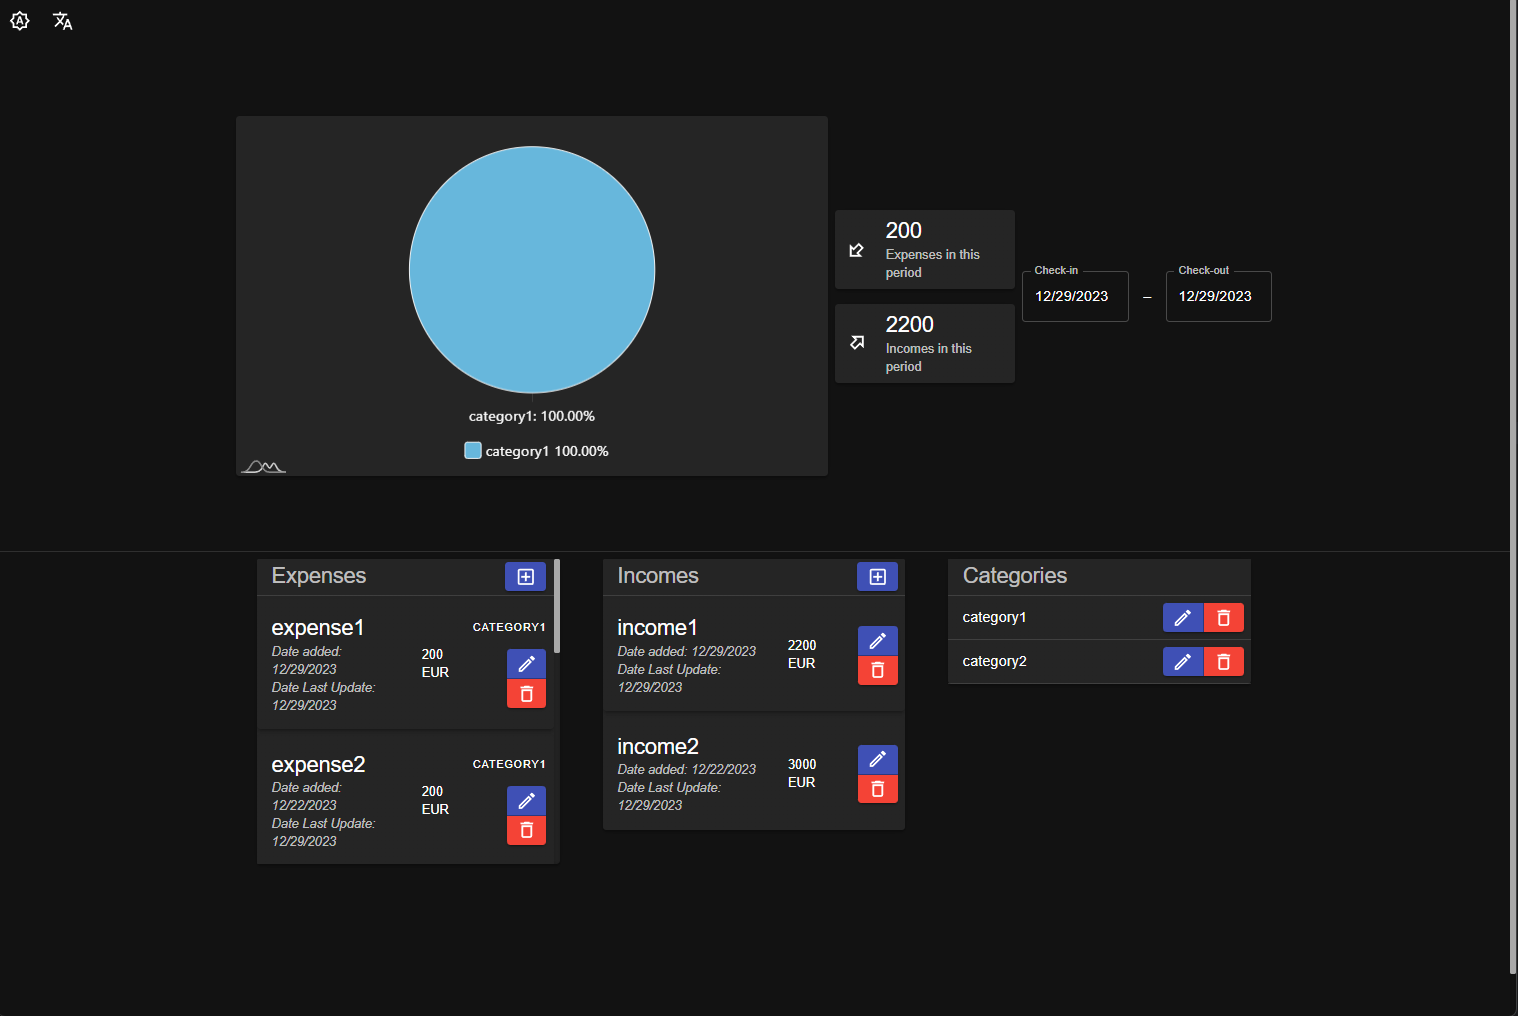 category1: 100.00%
category1 100.00%
200
Expenses in this
period
2200
Incomes in this
period
Check-in
12/29/2023
–
Check-out
12/29/2023
Expenses
expense1
CATEGORY1
Date added:
12/29/2023
Date Last Update:
12/29/2023
200
EUR
expense2
CATEGORY1
Date added:
12/22/2023
Date Last Update:
12/29/2023
200
EUR
Incomes
income1
Date added: 12/29/2023
Date Last Update:
12/29/2023
2200
EUR
income2
Date added: 12/22/2023
Date Last Update:
12/29/2023
3000
EUR
Categories
category1
category2